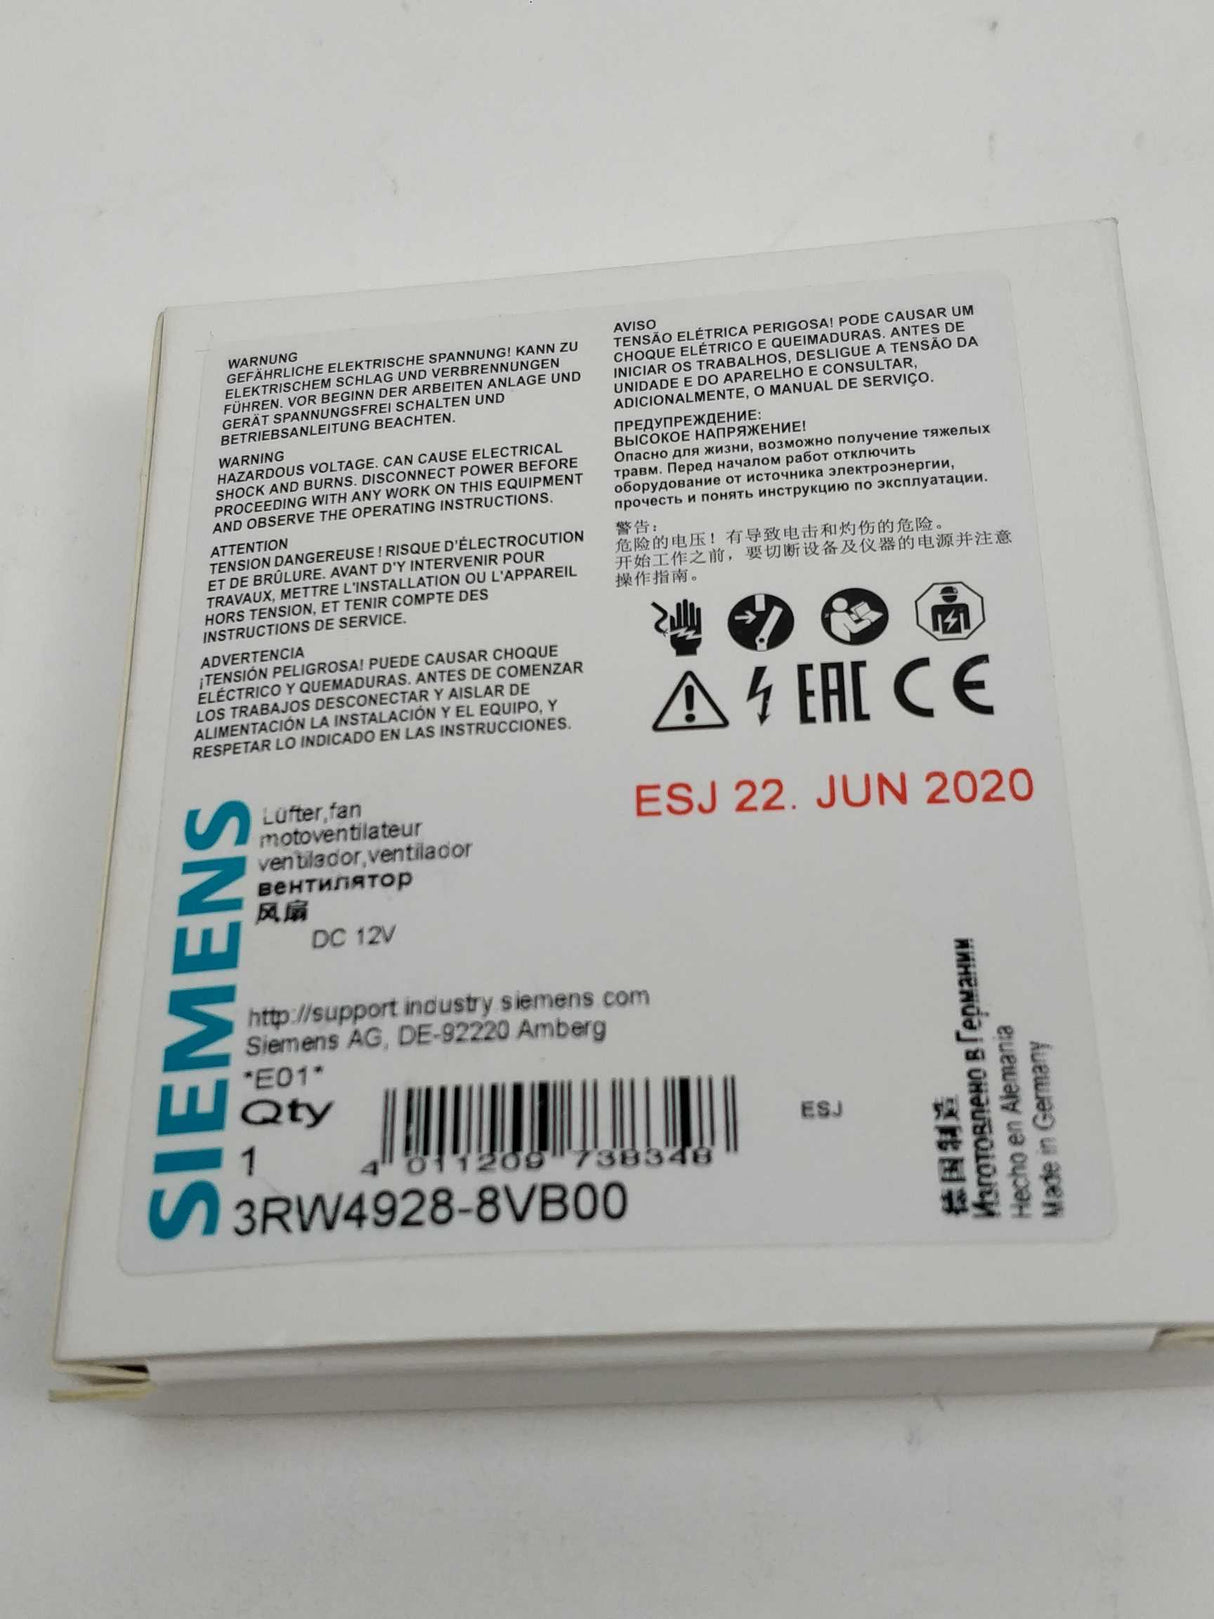 WARNUNG
GEFÄHRLICHE ELEKTRISCHE SPANNUNG! KANN ZU
ELEKTRISCHEM SCHLAG UND VERBRENNUNGEN
FÜHREN. VOR BEGINN DER ARBEITEN ANLAGE UND
GERÄT SPANNUNGSFREI SCHALTEN UND
BETRIEBSANLEITUNG BEACHTEN.
WARNING
HAZARDOUS VOLTAGE. CAN CAUSE ELECTRICAL
SHOCK AND BURNS. DISCONNECT POWER BEFORE
PROCEEDING WITH ANY WORK ON THIS EQUIPMENT
AND OBSERVE THE OPERATING INSTRUCTIONS.
ATTENTION
TENSION DANGEREUSE ! RISQUE D'ÉLECTROCUTION
ET DE BRÛLURE. AVANT D'Y INTERVENIR POUR
TRAVAUX, METTRE L'INSTALLATION OU L'APPAREIL
HORS TENSION, ET TENIR COMPTE DES
INSTRUCTIONS DE SERVICE.
ADVERTENCIA
¡TENSIÓN PELIGROSA! PUEDE CAUSAR CHOQUE
ELÉCTRICO Y QUEMADURAS. ANTES DE COMENZAR
LOS TRABAJOS DESCONECTAR Y AISLAR DE
ALIMENTACIÓN LA INSTALACIÓN Y EL EQUIPO, Y
RESPETAR LO INDICADO EN LAS INSTRUCCIONES.
AVISO
TENSÃO ELÉTRICA PERIGOSA! PODE CAUSAR UM
CHOQUE ELÉTRICO E QUEIMADURAS. ANTES DE
INICIAR OS TRABALHOS, DESLIGUE A TENSÃO DA
UNIDADE E DO APARELHO E CONSULTAR,
ADICIONALMENTE, O MANUAL DE SERVIÇO.
ПРЕДУПРЕЖДЕНИЕ:
ВЫСОКОЕ НАПРЯЖЕНИЕ!
Опасно для жизни, возможно получение тяжелых
травм. Перед началом работ отключить
оборудование от источника электроэнергии,
прочесть и понять инструкцию по эксплуатации.
警告：
危险的电压！有导致电击和灼伤的危险。
开始工作之前，要切断设备及仪器的电源并注意
操作指南。
EAC CE
ESJ 22. JUN 2020
SIEMENS
Lüfter,fan
motoventilateur
ventilador,ventilador
вентилятор
风扇
DC 12V
http://support.industry.siemens.com
Siemens AG, DE-92220 Amberg
*E01*
Qty
1
4 011209 738348
3RW4928-8VB00
ESJ
德国制造
Изготовлено в Германии
Hecho en Alemania
Made in Germany